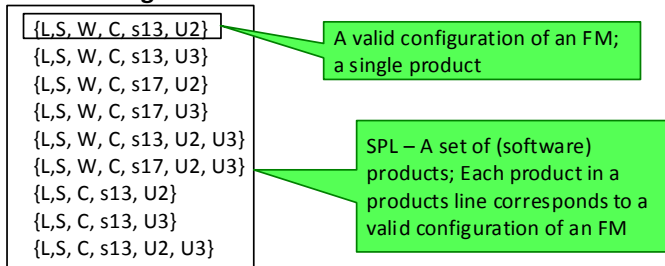 {L,S, W, C, s13, U2}
{L,S, W, C, s13, U3}
{L,S, W, C, s17, U2}
{L,S, W, C, s17, U3}
{L,S, W, C, s13, U2, U3}
{L,S, W, C, s17, U2, U3}
{L,S, C, s13, U2}
{L,S, C, s13, U3}
{L,S, C, s13, U2, U3}
A valid configuration of an FM;
a single product
SPL – A set of (software)
products; Each product in a
products line corresponds to a
valid configuration of an FM